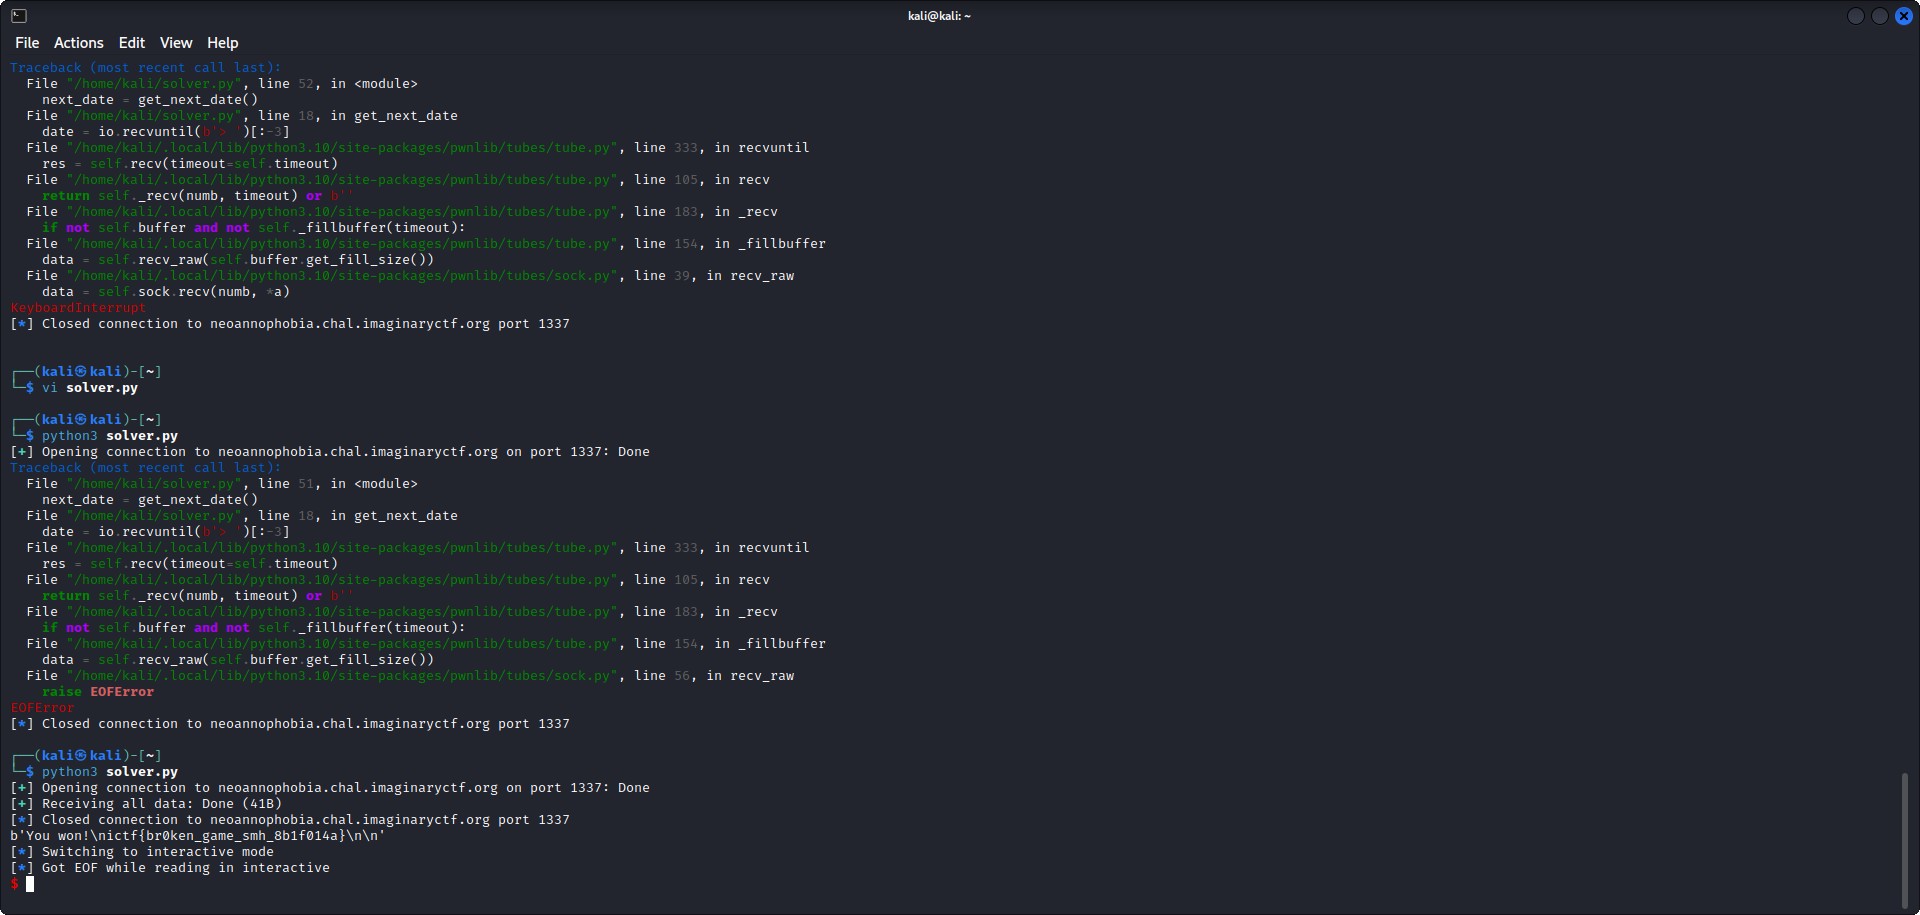 kali@kali: ~
File Actions Edit View Help
Traceback (most recent call last):
  File "/home/kali/solver.py", line 52, in <module>
    next_date = get_next_date()
  File "/home/kali/solver.py", line 18, in get_next_date
    date = io.recvuntil(b'> ')[:-3]
  File "/home/kali/.local/lib/python3.10/site-packages/pwnlib/tubes/tube.py", line 333, in recvuntil
    res = self.recv(timeout=self.timeout)
  File "/home/kali/.local/lib/python3.10/site-packages/pwnlib/tubes/tube.py", line 105, in recv
    return self._recv(numb, timeout) or b''
  File "/home/kali/.local/lib/python3.10/site-packages/pwnlib/tubes/tube.py", line 183, in _recv
    if not self.buffer and not self._fillbuffer(timeout):
  File "/home/kali/.local/lib/python3.10/site-packages/pwnlib/tubes/tube.py", line 154, in _fillbuffer
    data = self.recv_raw(self.buffer.get_fill_size())
  File "/home/kali/.local/lib/python3.10/site-packages/pwnlib/tubes/sock.py", line 39, in recv_raw
    data = self.sock.recv(numb, *a)
KeyboardInterrupt
[*] Closed connection to neoannophobia.chal.imaginaryctf.org port 1337
┌──(kali㉿kali)-[~]
└─$ vi solver.py
┌──(kali㉿kali)-[~]
└─$ python3 solver.py
[+] Opening connection to neoannophobia.chal.imaginaryctf.org on port 1337: Done
Traceback (most recent call last):
  File "/home/kali/solver.py", line 51, in <module>
    next_date = get_next_date()
  File "/home/kali/solver.py", line 18, in get_next_date
    date = io.recvuntil(b'> ')[:-3]
  File "/home/kali/.local/lib/python3.10/site-packages/pwnlib/tubes/tube.py", line 333, in recvuntil
    res = self.recv(timeout=self.timeout)
  File "/home/kali/.local/lib/python3.10/site-packages/pwnlib/tubes/tube.py", line 105, in recv
    return self._recv(numb, timeout) or b''
  File "/home/kali/.local/lib/python3.10/site-packages/pwnlib/tubes/tube.py", line 183, in _recv
    if not self.buffer and not self._fillbuffer(timeout):
  File "/home/kali/.local/lib/python3.10/site-packages/pwnlib/tubes/tube.py", line 154, in _fillbuffer
    data = self.recv_raw(self.buffer.get_fill_size())
  File "/home/kali/.local/lib/python3.10/site-packages/pwnlib/tubes/sock.py", line 56, in recv_raw
    raise EOFError
EOFError
[*] Closed connection to neoannophobia.chal.imaginaryctf.org port 1337
┌──(kali㉿kali)-[~]
└─$ python3 solver.py
[+] Opening connection to neoannophobia.chal.imaginaryctf.org on port 1337: Done
[+] Receiving all data: Done (41B)
[*] Closed connection to neoannophobia.chal.imaginaryctf.org port 1337
b'You won!\nictf{br0ken_game_smh_8b1f014a}\n\n'
[*] Switching to interactive mode
[*] Got EOF while reading in interactive
$